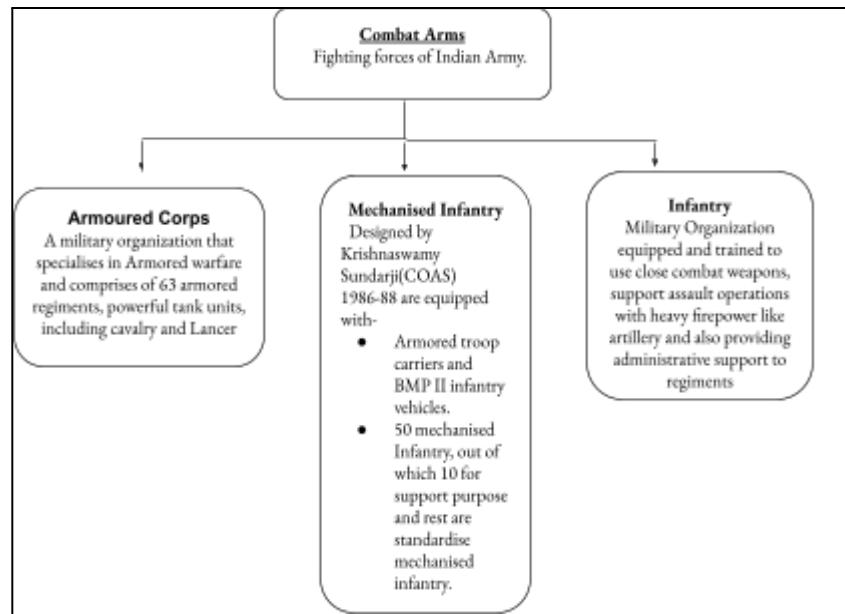 Combat Arms
Fighting forces of Indian Army.
Armoured Corps
A military organization that
specialises in Armored warfare
and comprises of 63 armored
regiments, powerful tank units,
including cavalry and Lancer
Mechanised Infantry
Designed by
Krishnaswamy
Sundarji(COAS)
1986-88 are equipped
with-
● Armored troop
carriers and
BMP II infantry
vehicles.
● 50 mechanised
Infantry, out of
which 10 for
support purpose
and rest are
standardise
mechanised
infantry.
Infantry
Military Organization
equipped and trained to
use close combat weapons,
support assault operations
with heavy firepower like
artillery and also providing
administrative support to
regiments